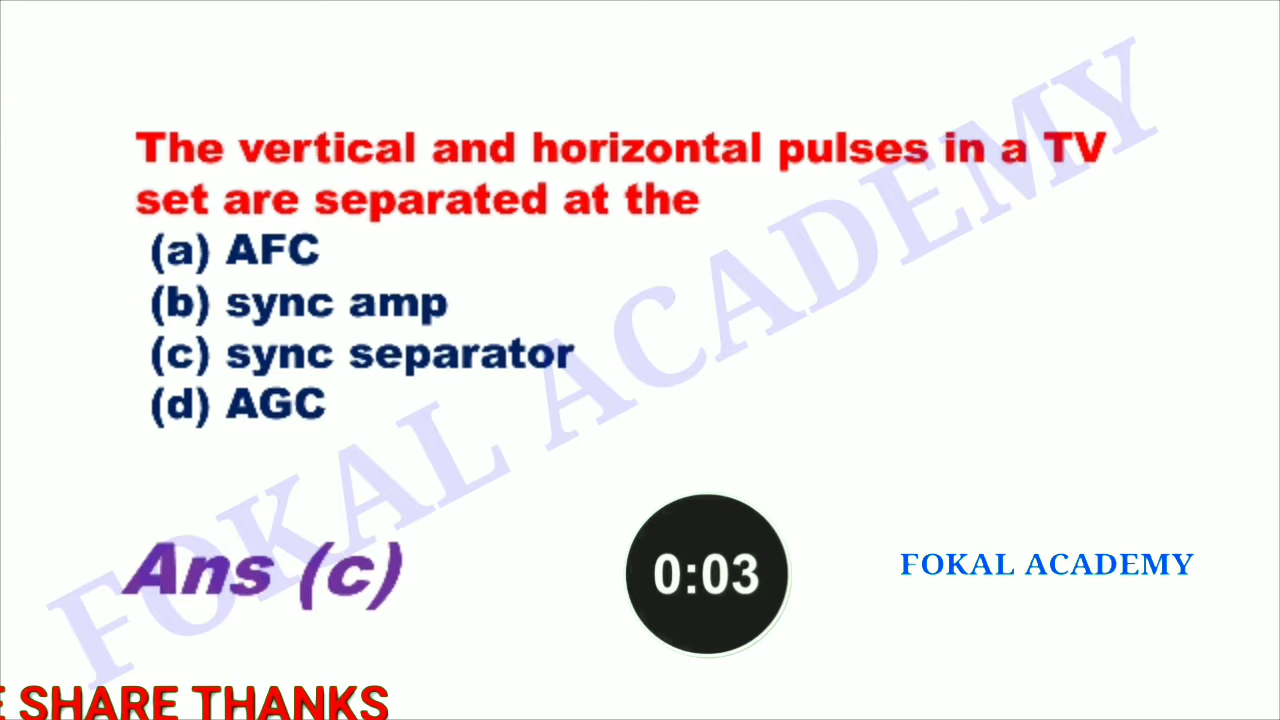 The vertical and horizontal pulses in a TV
set are separated at the
(a) AFC
(b) sync amp
(c) sync separator
(d) AGC
FOKAL ACADEMY
Ans (c)
0:03
FOKAL ACADEMY
SHARE THANKS